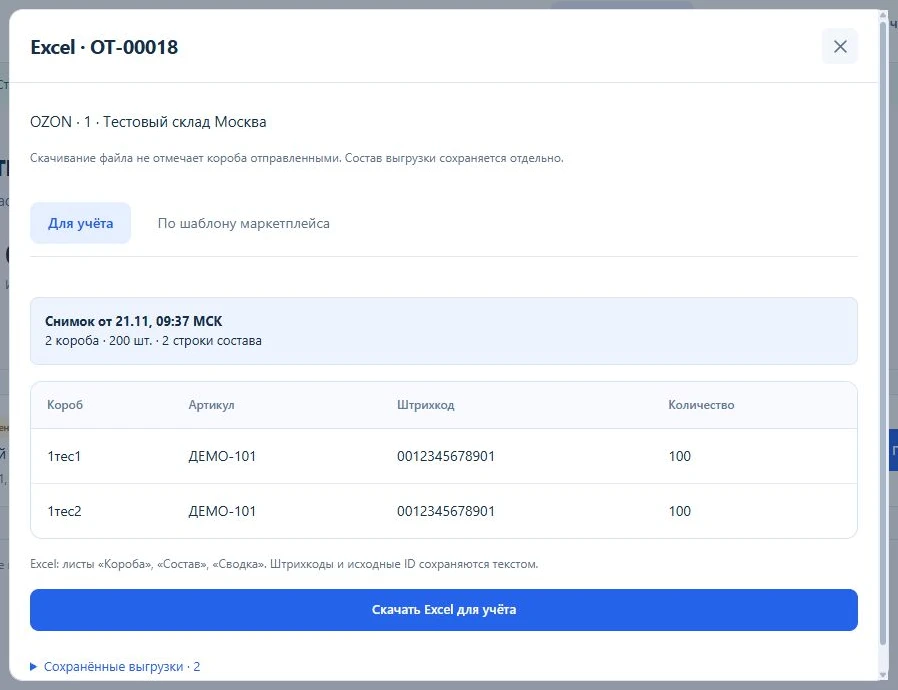 Excel · ОТ-00018
OZON · 1 · Тестовый склад Москва
Скачивание файла не отмечает короба отправленными. Состав выгрузки сохраняется отдельно.
Для учёта По шаблону маркетплейса
Снимок от 21.11, 09:37 МСК
2 короба · 200 шт. · 2 строки состава
Короб Артикул Штрихкод Количество
1тес1 ДЕМО-101 0012345678901 100
1тес2 ДЕМО-101 0012345678901 100
Excel: листы «Короба», «Состав», «Сводка». Штрихкоды и исходные ID сохраняются текстом.
Скачать Excel для учёта
Сохранённые выгрузки · 2